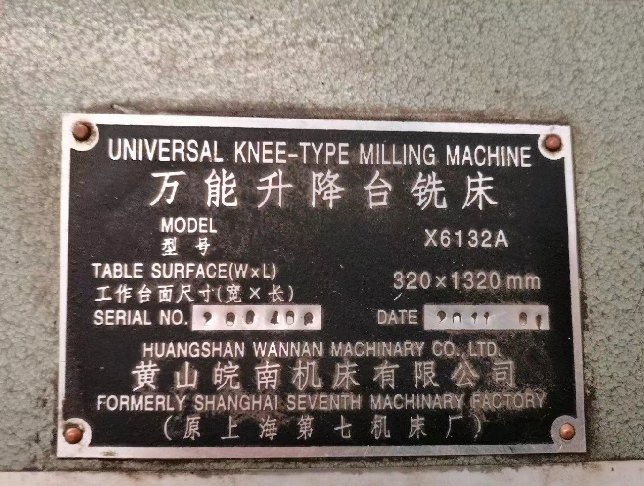 UNIVERSAL KNEE-TYPE MILLING MACHINE
万能升降台铣床
MODEL
型号 X6132A
TABLE SURFACE(W×L)
工作台面尺寸(宽×长) 320×1320mm
SERIAL NO. DATE
HUANGSHAN WANNAN MACHINARY CO., LTD.
黄山皖南机床有限公司
FORMERLY SHANGHAI SEVENTH MACHINARY FACTORY
(原上海第七机床厂)